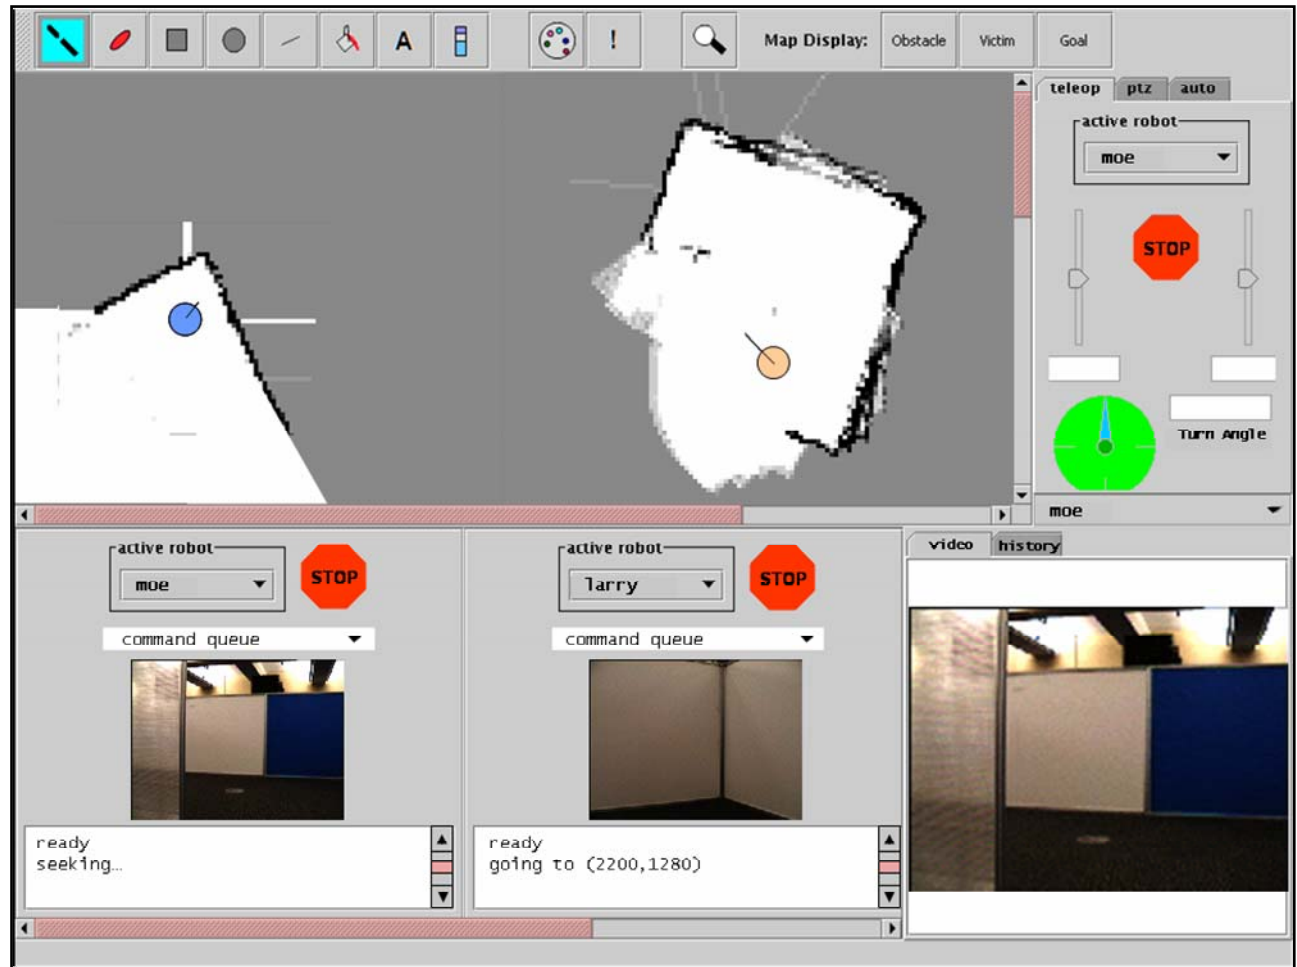 A
!
Map Display:
Obstacle
Victim
Goal
teleop
ptz
auto
active robot
moe
STOP
Turn Angle
moe
active robot
moe
STOP
command queue
ready
seeking...
active robot
larry
STOP
command queue
ready
going to (2200,1280)
video
history